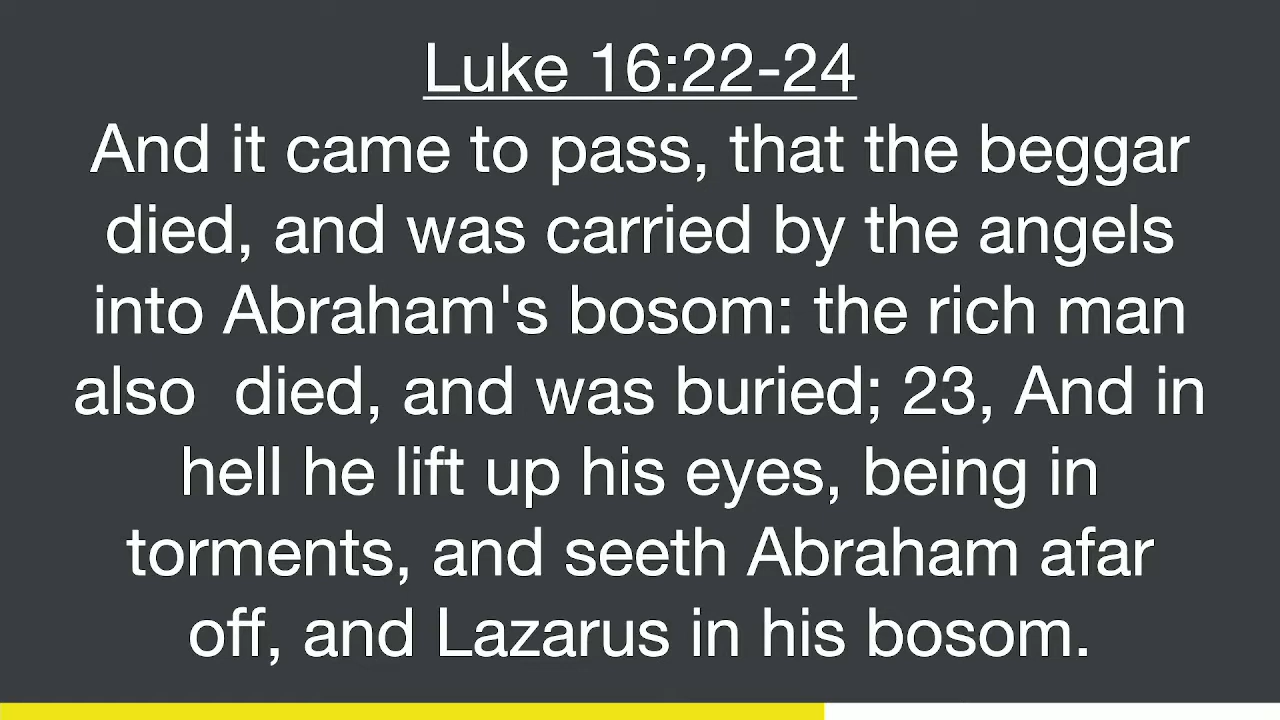 Luke 16:22-24
And it came to pass, that the beggar
died, and was carried by the angels
into Abraham's bosom: the rich man
also  died, and was buried; 23, And in
hell he lift up his eyes, being in
torments, and seeth Abraham afar
off, and Lazarus in his bosom.